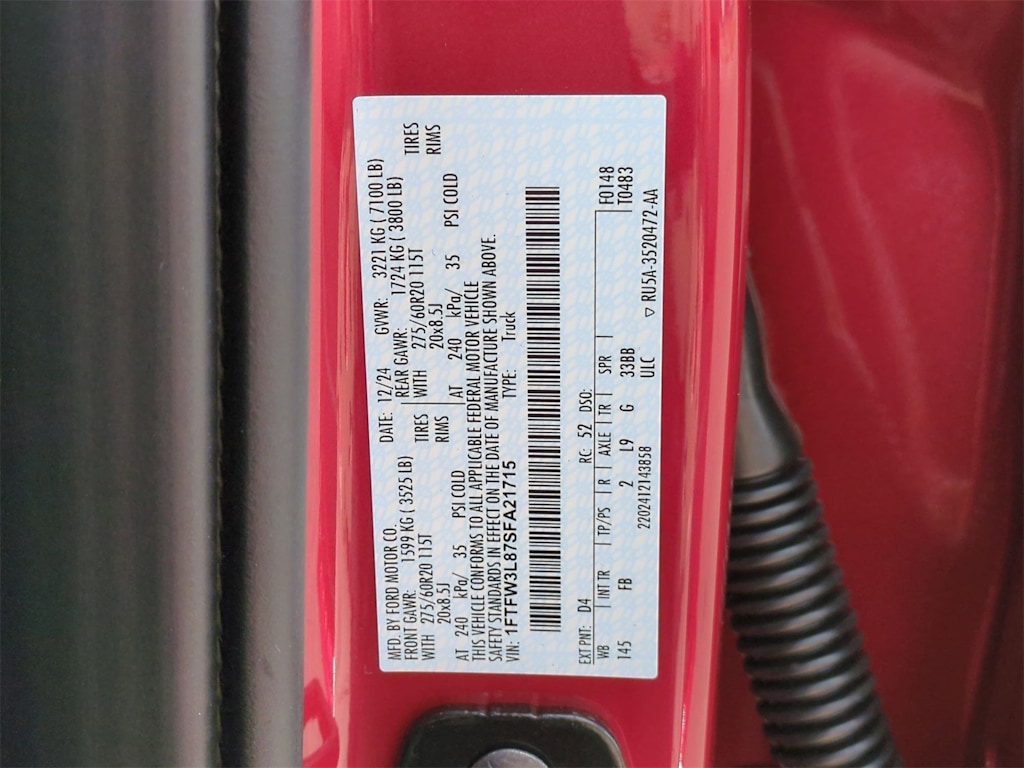 MFD. BY FORD MOTOR CO. DATE: 12/24 GVWR: 3221 KG ( 7100 LB)
FRONT GAWR: 1599 KG ( 3525 LB) REAR GAWR: 1724 KG ( 3800 LB)
WITH 275/60R20 115T TIRES WITH 275/60R20 115T TIRES
20x8.5J RIMS 20x8.5J RIMS
AT 240 kPa/ 35 PSI COLD AT 240 kPa/ 35 PSI COLD
THIS VEHICLE CONFORMS TO ALL APPLICABLE FEDERAL MOTOR VEHICLE
SAFETY STANDARDS IN EFFECT ON THE DATE OF MANUFACTURE SHOWN ABOVE.
VIN: 1FTFW3L87SFA21715 TYPE: Truck
EXT PNT: D4 RC: 52 DSO:
WB INT TR TP/PS R AXLE TR SPR F0148
145 FB 2 L9 G 33BB T04B3
ULC
2202412143858 ▽ RU5A-3520472-AA